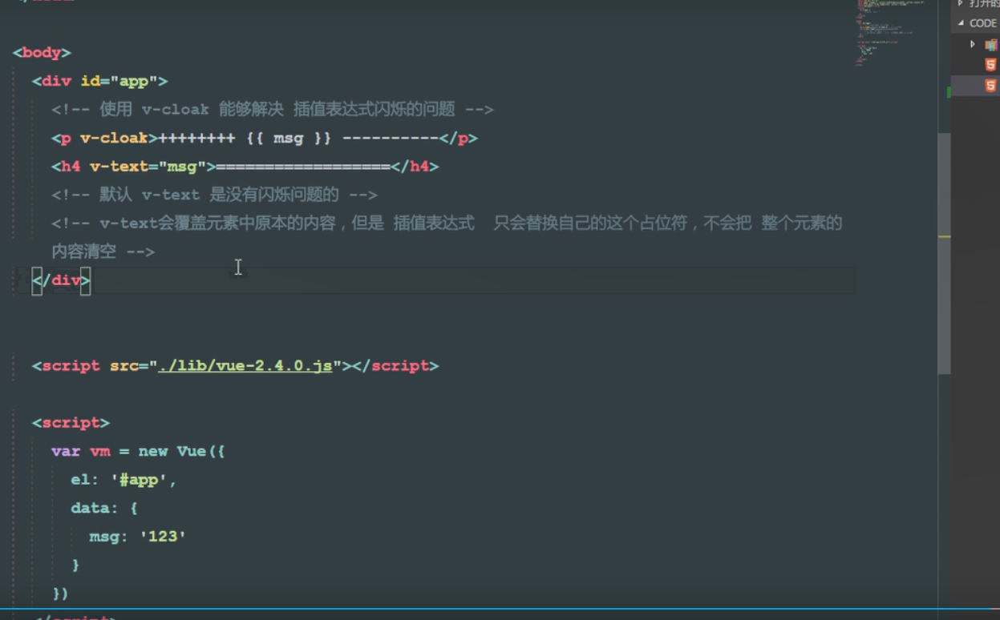 打开的
CODE
<body>
<div id="app">
<!-- 使用 v-cloak 能够解决 插值表达式闪烁的问题 -->
<p v-cloak>++++++++ {{ msg }} ----------</p>
<h4 v-text="msg">==================</h4>
<!-- 默认 v-text 是没有闪烁问题的 -->
<!-- v-text会覆盖元素中原本的内容，但是 插值表达式  只会替换自己的这个占位符，不会把 整个元素的
内容清空 -->
</div>
<script src="./lib/vue-2.4.0.js"></script>
<script>
var vm = new Vue({
el: '#app',
data: {
msg: '123'
}
})